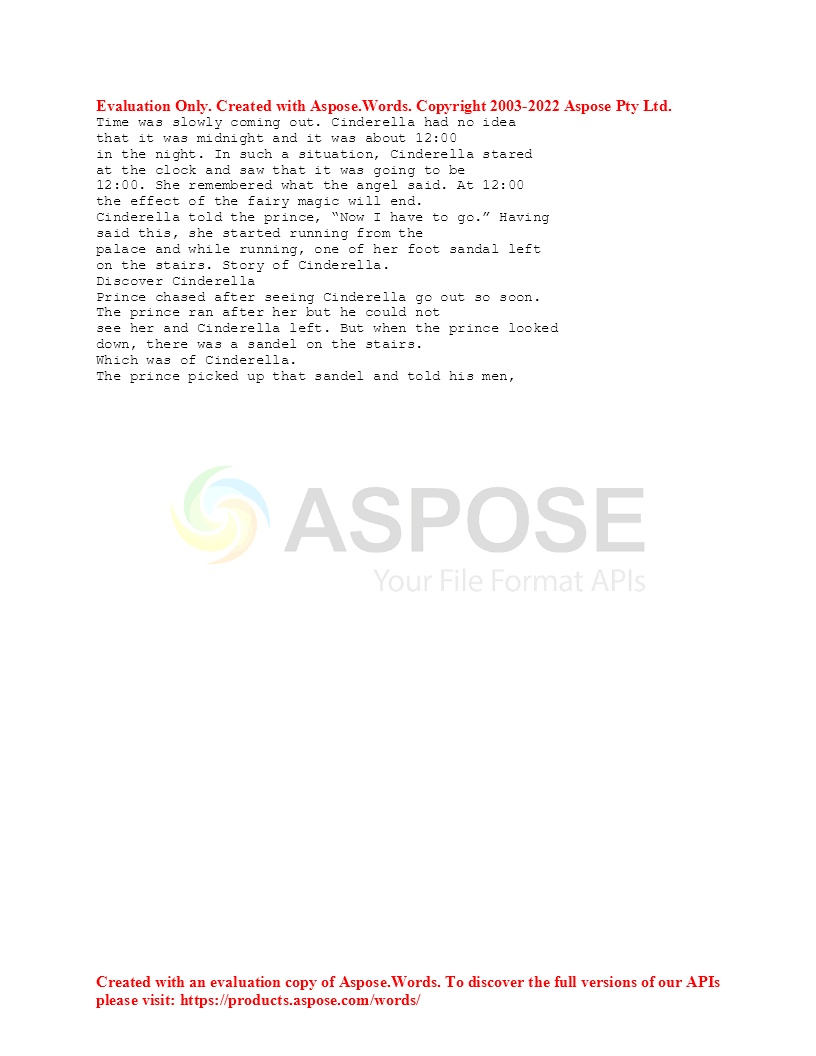 Evaluation Only. Created with Aspose.Words. Copyright 2003-2022 Aspose Pty Ltd.
Time was slowly coming out. Cinderella had no idea
that it was midnight and it was about 12:00
in the night. In such a situation, Cinderella stared
at the clock and saw that it was going to be
12:00. She remembered what the angel said. At 12:00
the effect of the fairy magic will end.
Cinderella told the prince, “Now I have to go.” Having
said this, she started running from the
palace and while running, one of her foot sandal left
on the stairs. Story of Cinderella.
Discover Cinderella
Prince chased after seeing Cinderella go out so soon.
The prince ran after her but he could not
see her and Cinderella left. But when the prince looked
down, there was a sandel on the stairs.
Which was of Cinderella.
The prince picked up that sandel and told his men,
ASPOSE
Your File Format APIs
Created with an evaluation copy of Aspose.Words. To discover the full versions of our APIs
please visit: https://products.aspose.com/words/